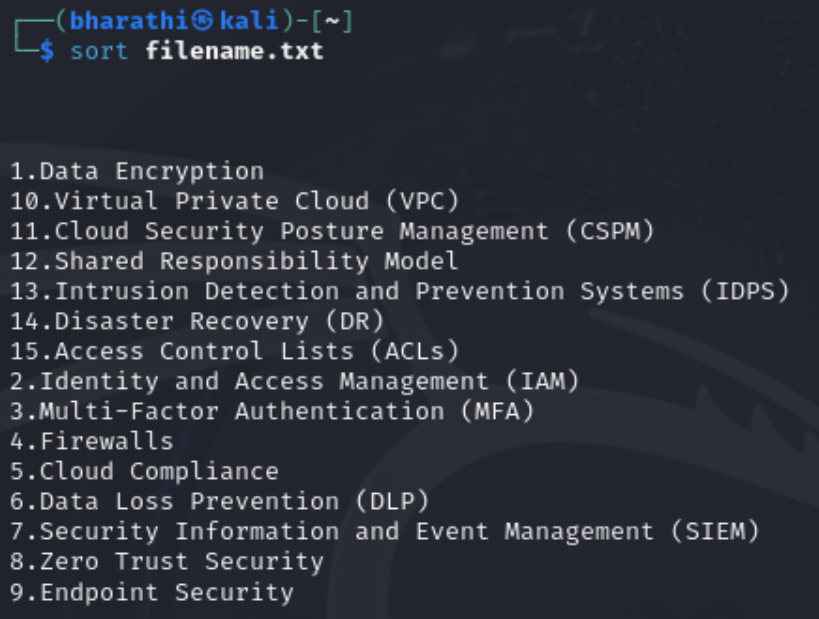 ┌──(bharathi㉿kali)-[~]
└─$ sort filename.txt
1.Data Encryption
10.Virtual Private Cloud (VPC)
11.Cloud Security Posture Management (CSPM)
12.Shared Responsibility Model
13.Intrusion Detection and Prevention Systems (IDPS)
14.Disaster Recovery (DR)
15.Access Control Lists (ACLs)
2.Identity and Access Management (IAM)
3.Multi-Factor Authentication (MFA)
4.Firewalls
5.Cloud Compliance
6.Data Loss Prevention (DLP)
7.Security Information and Event Management (SIEM)
8.Zero Trust Security
9.Endpoint Security